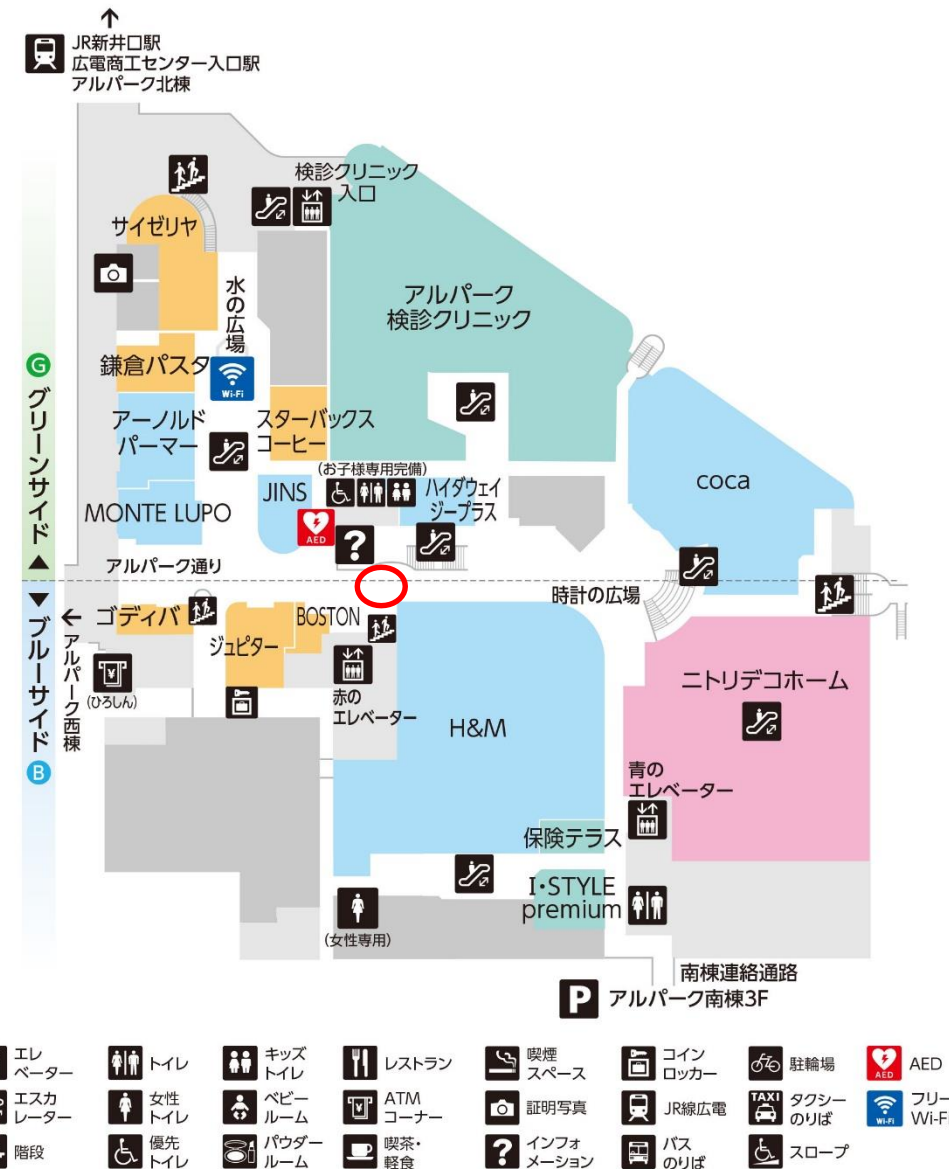 JR新井口駅
広電商工センター入口駅
アルパーク北棟
検診クリニック
入口
サイゼリヤ
水の広場
アルパーク
検診クリニック
鎌倉パスタ
Wi-Fi
アーノルド
パーマー
スターバックス
コーヒー
G グリーンサイド ▲
(お子様専用完備)
JINS
ハイダウェイ
ジープラス
coca
MONTE LUPO
AED
?
アルパーク通り
時計の広場
▼ ブルーサイド B
← アルパーク西棟
ゴディバ
BOSTON
ジュピター
¥
(ひろしん)
赤の
エレベーター
H&M
ニトリデコホーム
青の
エレベーター
保険テラス
I・STYLE
premium
(女性専用)
南棟連絡通路
P アルパーク南棟3F
エレ
ベーター
トイレ
キッズ
トイレ
レストラン
喫煙
スペース
コイン
ロッカー
駐輪場
AED
AED
エスカ
レーター
女性
トイレ
ベビー
ルーム
¥
ATM
コーナー
証明写真
JR線広電
TAXI
タクシー
のりば
Wi-Fi
フリー
Wi-Fi
階段
優先
トイレ
パウダー
ルーム
喫茶・
軽食
?
インフォ
メーション
バス
のりば
スロープ